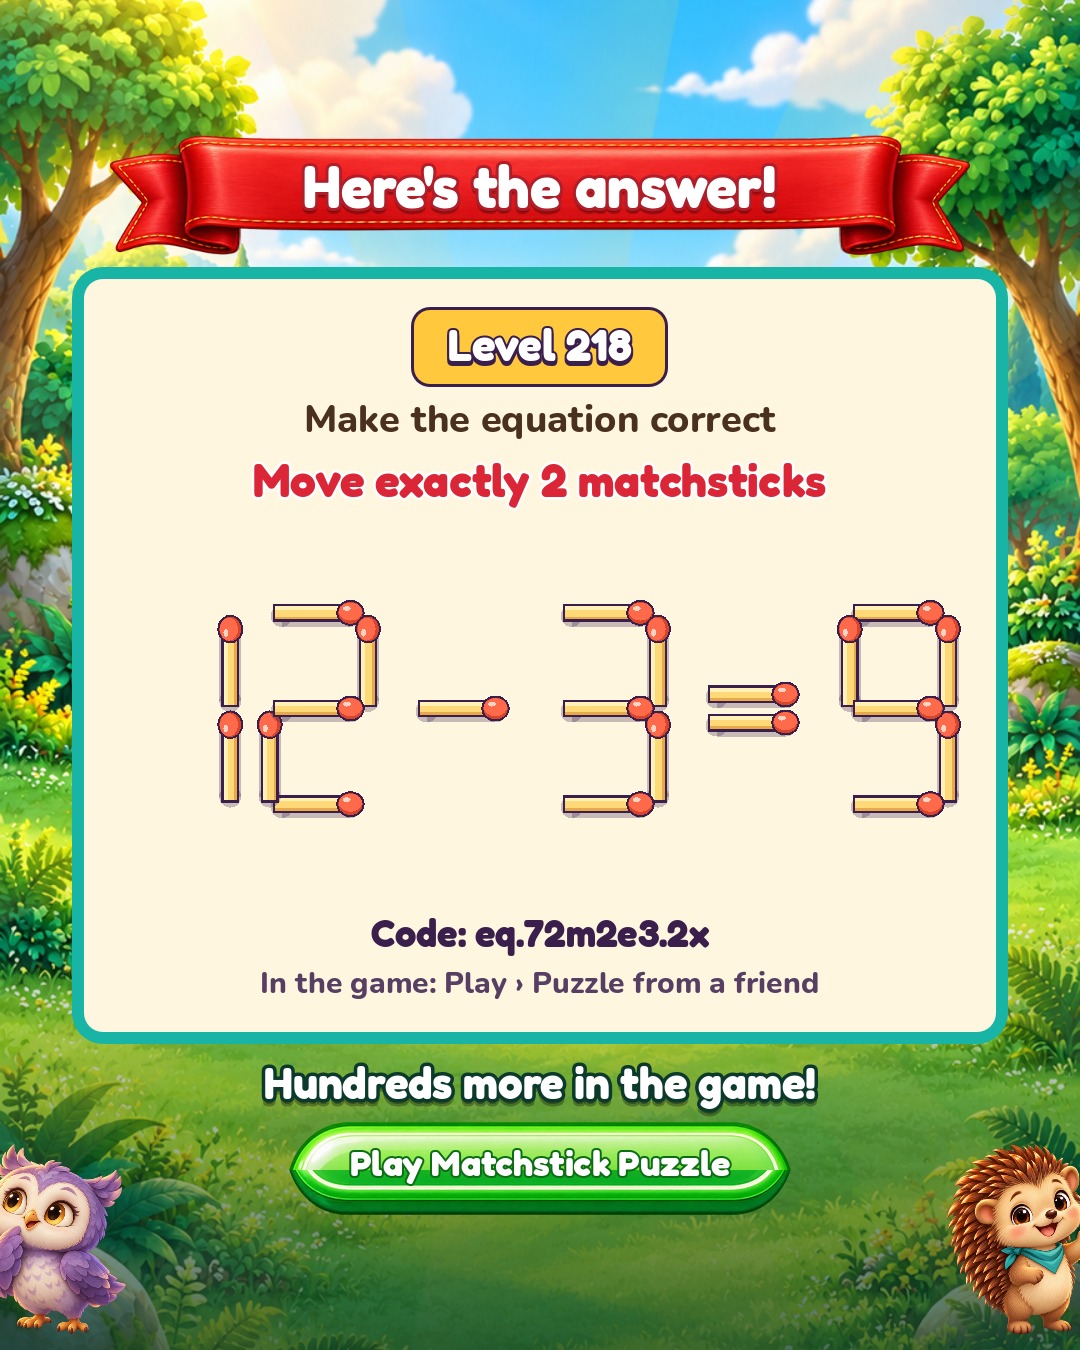 Here's the answer!
Level 218
Make the equation correct
Move exactly 2 matchsticks
12-3=9
Code: eq.72m2e3.2x
In the game: Play › Puzzle from a friend
Hundreds more in the game!
Play Matchstick Puzzle